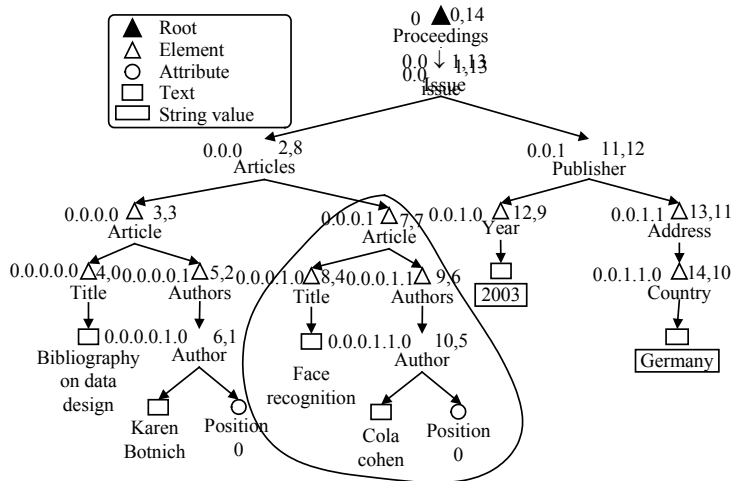 Root
Element
Attribute
Text
String value
0 0,14
Proceedings
0.0 1,13
0.0 1,13
Issue
issue
0.0.0 2,8
Articles
0.0.1 11,12
Publisher
0.0.0.0 3,3
Article
0.0.0.1 7,7
Article
0.0.1.0 12,9
Year
0.0.1.1 13,11
Address
0.0.0.0.0 4,0
Title
0.0.0.0.1 5,2
Authors
0.0.0.1.0 8,4
Title
0.0.0.1.1 9,6
Authors
2003
0.0.1.1.0 14,10
Country
Bibliography
on data
design
0.0.0.0.1.0 6,1
Author
Face
recognition
0.0.0.1.1.0 10,5
Author
Germany
Karen
Botnich
Position
0
Cola
cohen
Position
0